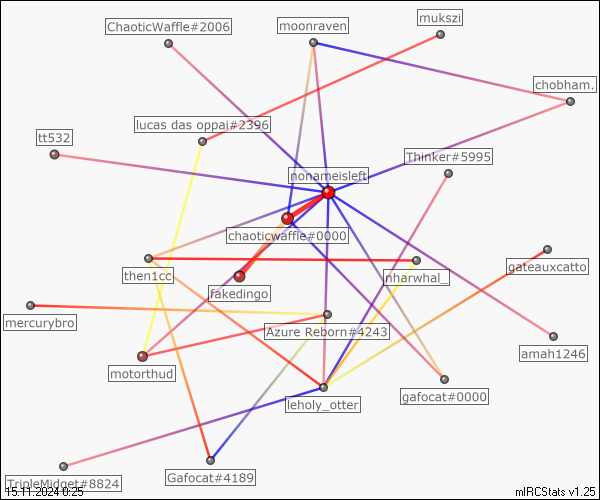 ChaoticWaffle#2006
moonraven
mukszi
chobham.
lucas das oppai#2396
tt532
Thinker#5995
nonameisleft
chaoticwaffle#0000
then1cc
nharwhal_
gateauxcatto
fakedingo
mercurybro
Azure Reborn#4243
amah1246
motorthud
leholy_otter
gafocat#0000
TripleMidget#8824
Gafocat#4189
15.11.2024 0:25
mIRCStats v1.25